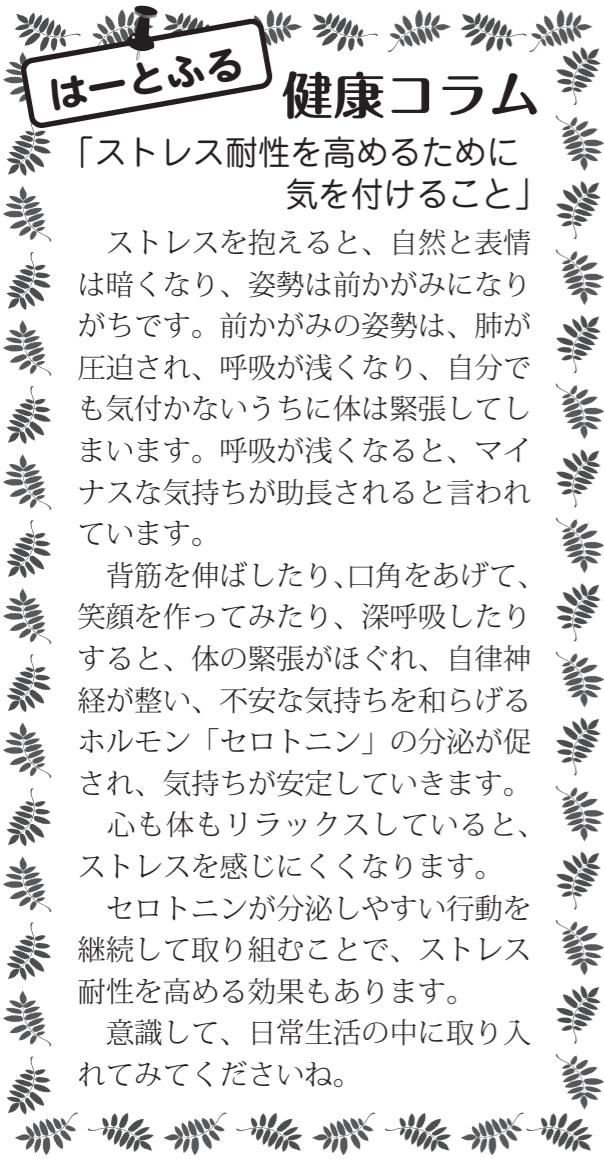 はーとふる
健康コラム
「ストレス耐性を高めるために
気を付けること」
ストレスを抱えると、自然と表情
は暗くなり、姿勢は前かがみになり
がちです。前かがみの姿勢は、肺が
圧迫され、呼吸が浅くなり、自分で
も気付かないうちに体は緊張してし
まいます。呼吸が浅くなると、マイ
ナスな気持ちが助長されると言われ
ています。
背筋を伸ばしたり、口角をあげて、
笑顔を作ってみたり、深呼吸したり
すると、体の緊張がほぐれ、自律神
経が整い、不安な気持ちを和らげる
ホルモン「セロトニン」の分泌が促
され、気持ちが安定していきます。
心も体もリラックスしていると、
ストレスを感じにくくなります。
セロトニンが分泌しやすい行動を
継続して取り組むことで、ストレス
耐性を高める効果もあります。
意識して、日常生活の中に取り入
れてみてくださいね。